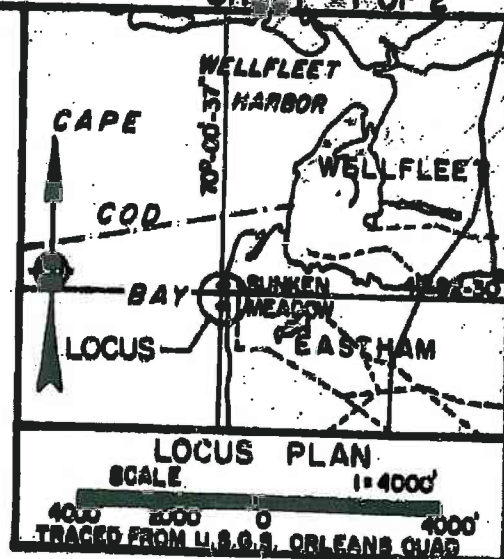 WELLFLEET
HARBOR
70°-00'-37"
CAPE
WELLFLEET
COD
BAY
SUNKEN
MEADOW
LOCUS
EASTHAM
LOCUS PLAN
SCALE 1=4000'
4000 2000 0 4000'
TRACED FROM U.S.G.S. ORLEANS QUAD